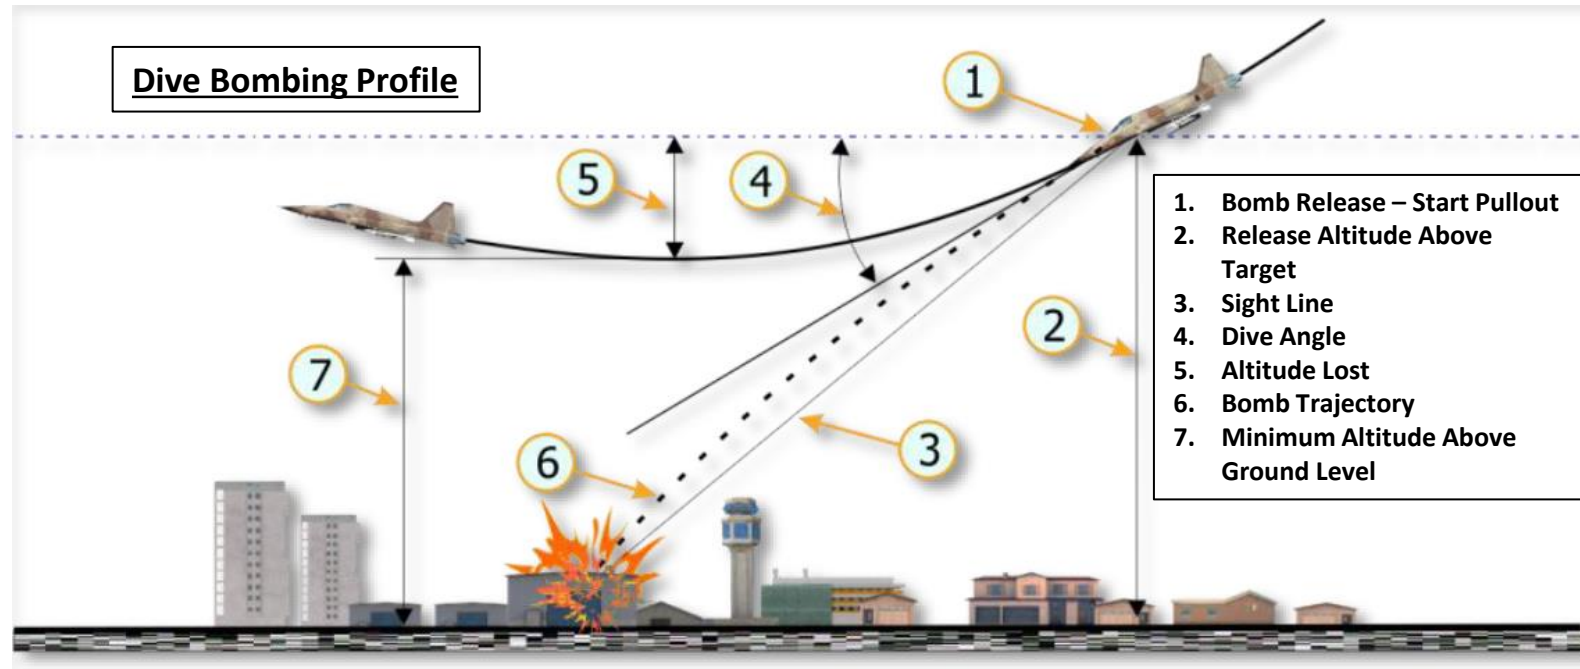 Dive Bombing Profile
1
5
4
1. Bomb Release – Start Pullout
2. Release Altitude Above
Target
3. Sight Line
4. Dive Angle
5. Altitude Lost
6. Bomb Trajectory
7. Minimum Altitude Above
Ground Level
2
7
3
6